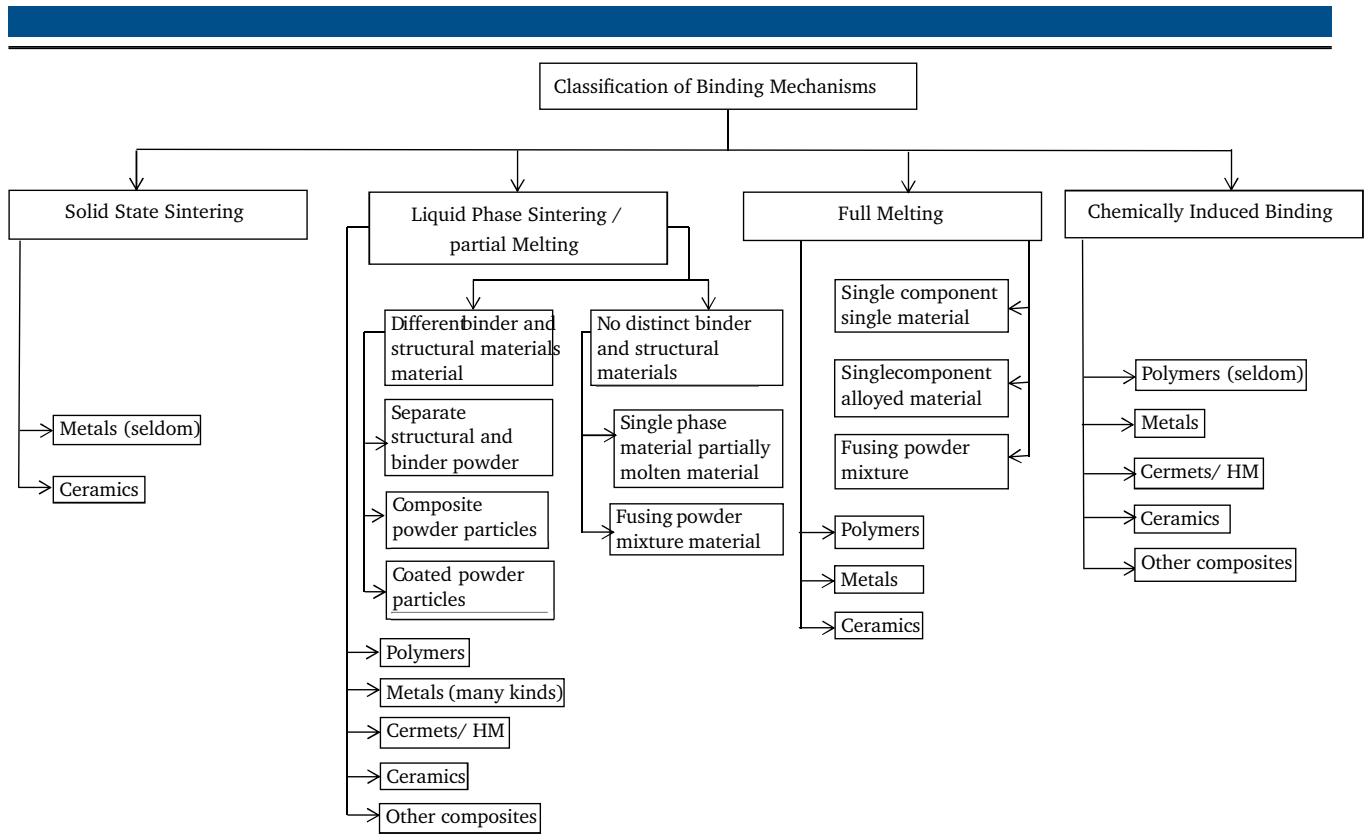 Classification of Binding Mechanisms
Solid State Sintering
Metals (seldom)
Ceramics
Liquid Phase Sintering /
partial Melting
Different binder and
structural materials
material
Separate
structural and
binder powder
Composite
powder particles
Coated powder
particles
No distinct binder
and structural
materials
Single phase
material partially
molten material
Fusing powder
mixture material
Polymers
Metals (many kinds)
Cermets/ HM
Ceramics
Other composites
Full Melting
Single component
single material
Singlecomponent
alloyed material
Fusing powder
mixture
Polymers
Metals
Ceramics
Chemically Induced Binding
Polymers (seldom)
Metals
Cermets/ HM
Ceramics
Other composites